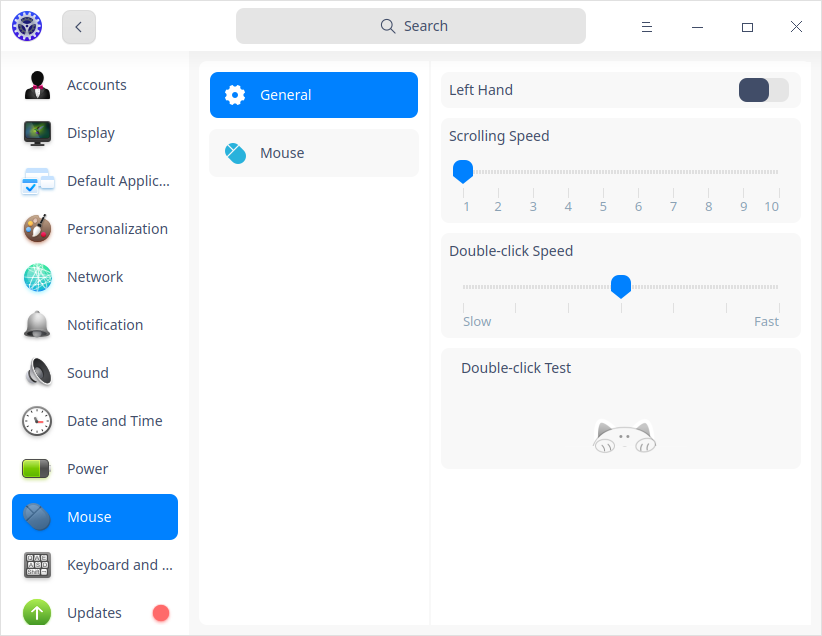 Search
Accounts
Display
Default Applic...
Personalization
Network
Notification
Sound
Date and Time
Power
Mouse
Keyboard and ...
Updates
General
Mouse
Left Hand
Scrolling Speed
1 2 3 4 5 6 7 8 9 10
Double-click Speed
Slow Fast
Double-click Test